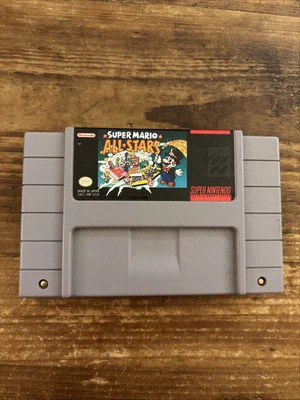 Nintendo
SUPER MARIO
ALL-STARS
MADE IN JAPAN
SUPER NINTENDO